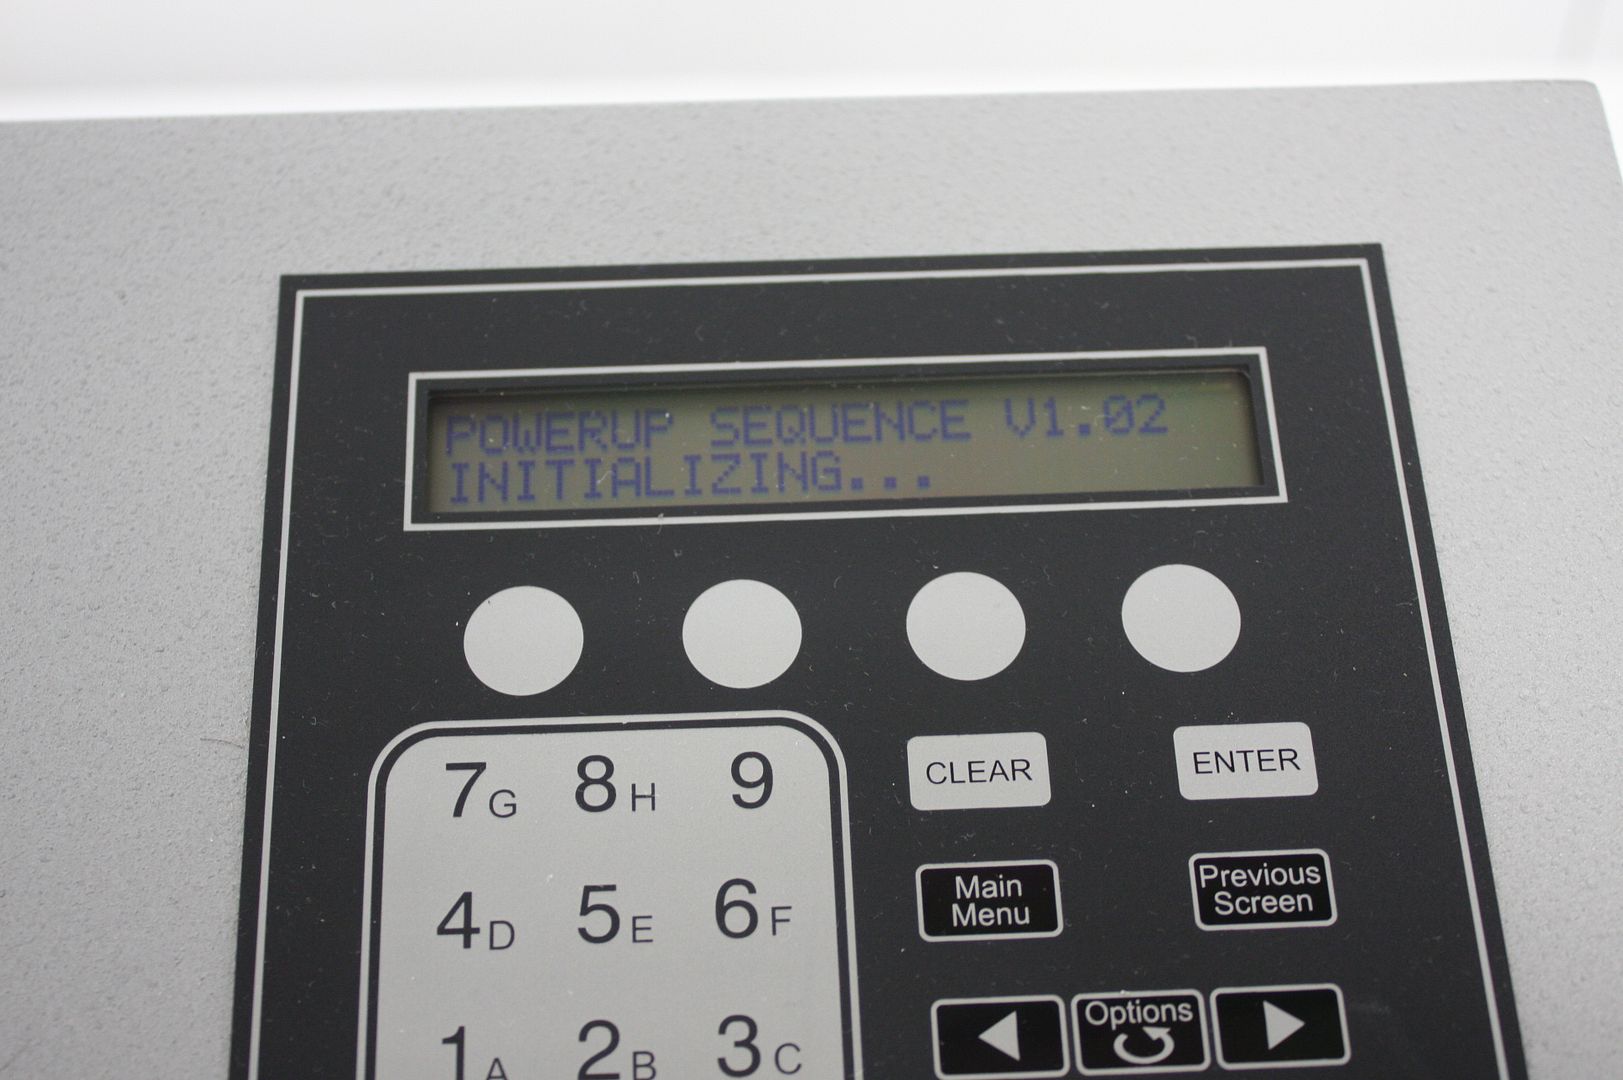 POWERUP SEQUENCE V1.02
INITIALIZING...
7G 8H 9
CLEAR
ENTER
4D 5E 6F
Main
Menu
Previous
Screen
1A 2B 3C
Options